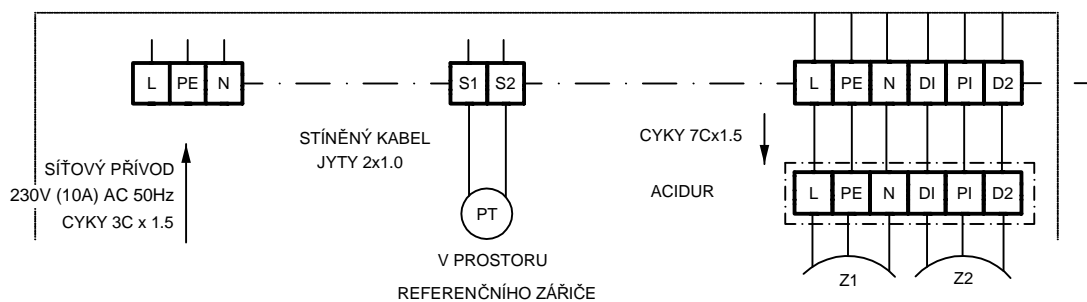 L PE N
S1 S2
L PE N DI PI D2
STÍNĚNÝ KABEL
JYTY 2x1.0
CYKY 7Cx1.5
SÍŤOVÝ PŘÍVOD
230V (10A) AC 50Hz
CYKY 3C x 1.5
ACIDUR
L PE N DI PI D2
PT
V PROSTORU
REFERENČNÍHO ZÁŘIČE
Z1
Z2